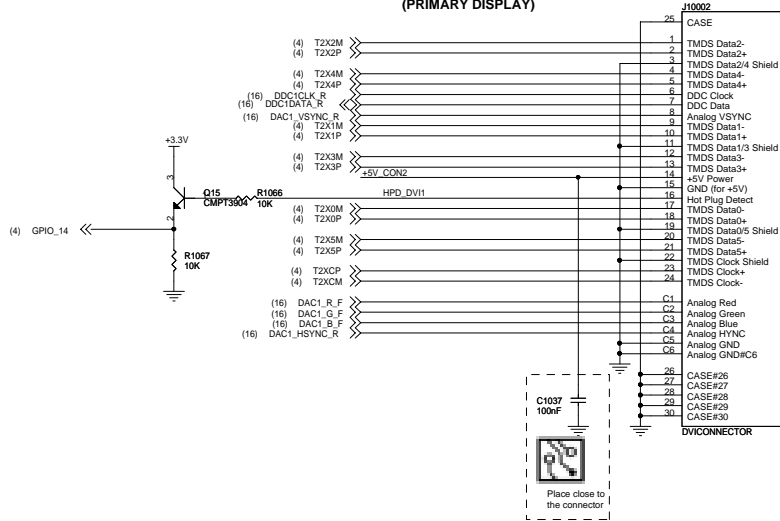 (PRIMARY DISPLAY)
J10002
25 CASE
(4) T2X2M 1 TMDS Data2-
(4) T2X2P 2 TMDS Data2+
3 TMDS Data2/4 Shield
(4) T2X4M 4 TMDS Data4-
(4) T2X4P 5 TMDS Data4+
(16) DDC1CLK_R 6 DDC Clock
(16) DDC1DATA_R 7 DDC Data
(16) DAC1_VSYNC_R 8 Analog VSYNC
(4) T2X1M 9 TMDS Data1-
(4) T2X1P 10 TMDS Data1+
11 TMDS Data1/3 Shield
+3.3V
(4) T2X3M 12 TMDS Data3-
(4) T2X3P 13 TMDS Data3+
+5V_CON2 14 +5V Power
3
15 GND (for +5V)
Q15 R1066 HPD_DVI1 16 Hot Plug Detect
CMPT3904 1 10K
(4) T2X0M 17 TMDS Data0-
2
(4) T2X0P 18 TMDS Data0+
(4) GPIO_14
19 TMDS Data0/5 Shield
(4) T2X5M 20 TMDS Data5-
(4) T2X5P 21 TMDS Data5+
R1067
10K
22 TMDS Clock Shield
(4) T2XCP 23 TMDS Clock+
(4) T2XCM 24 TMDS Clock-
(16) DAC1_R_F C1 Analog Red
(16) DAC1_G_F C2 Analog Green
(16) DAC1_B_F C3 Analog Blue
(16) DAC1_HSYNC_R C4 Analog HYNC
C5 Analog GND
C6 Analog GND#C6
26 CASE#26
27 CASE#27
28 CASE#28
29 CASE#29
30 CASE#30
C1037
100nF
DVICONNECTOR
Place close to
the connector